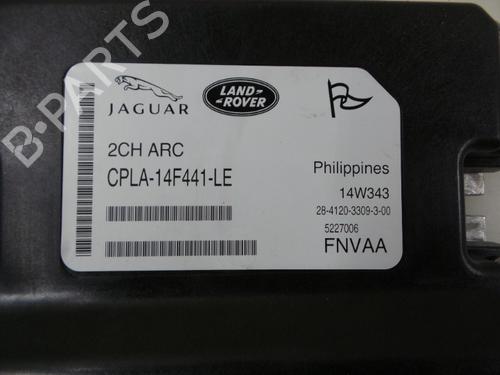 B-PARTS
JAGUAR
LAND
ROVER
2CH ARC
CPLA-14F441-LE
Philippines
14W343
28-4120-3309-3-00
5227006
FNVAA